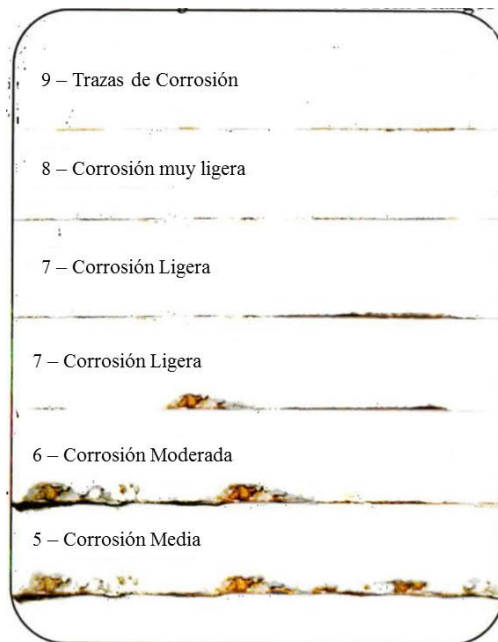 9 – Trazas de Corrosión
8 – Corrosión muy ligera
7 – Corrosión Ligera
7 – Corrosión Ligera
6 – Corrosión Moderada
5 – Corrosión Media